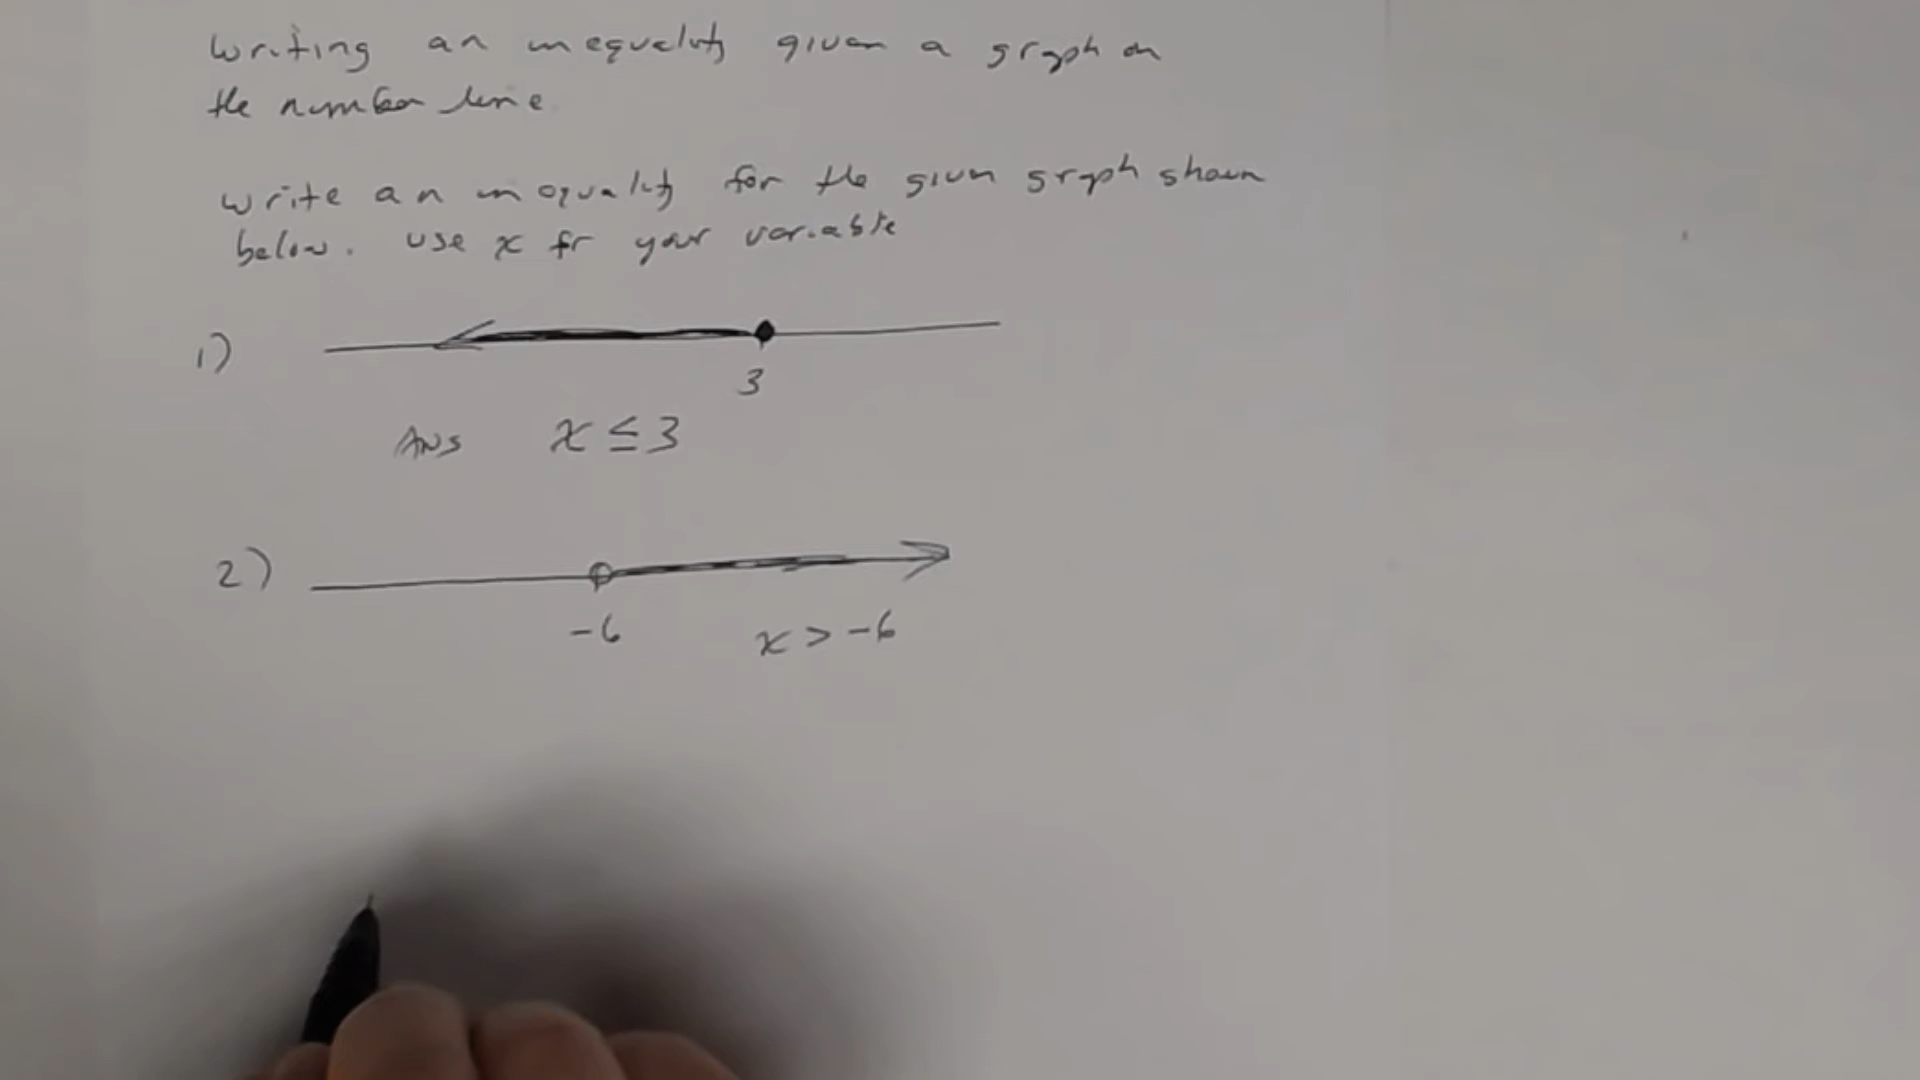 Writing an inequality given a graph on
the number line
write an inequality for the given graph shown
below. use x for your variable
1)
3
Ans x ≤ 3
2)
-6 x > -6